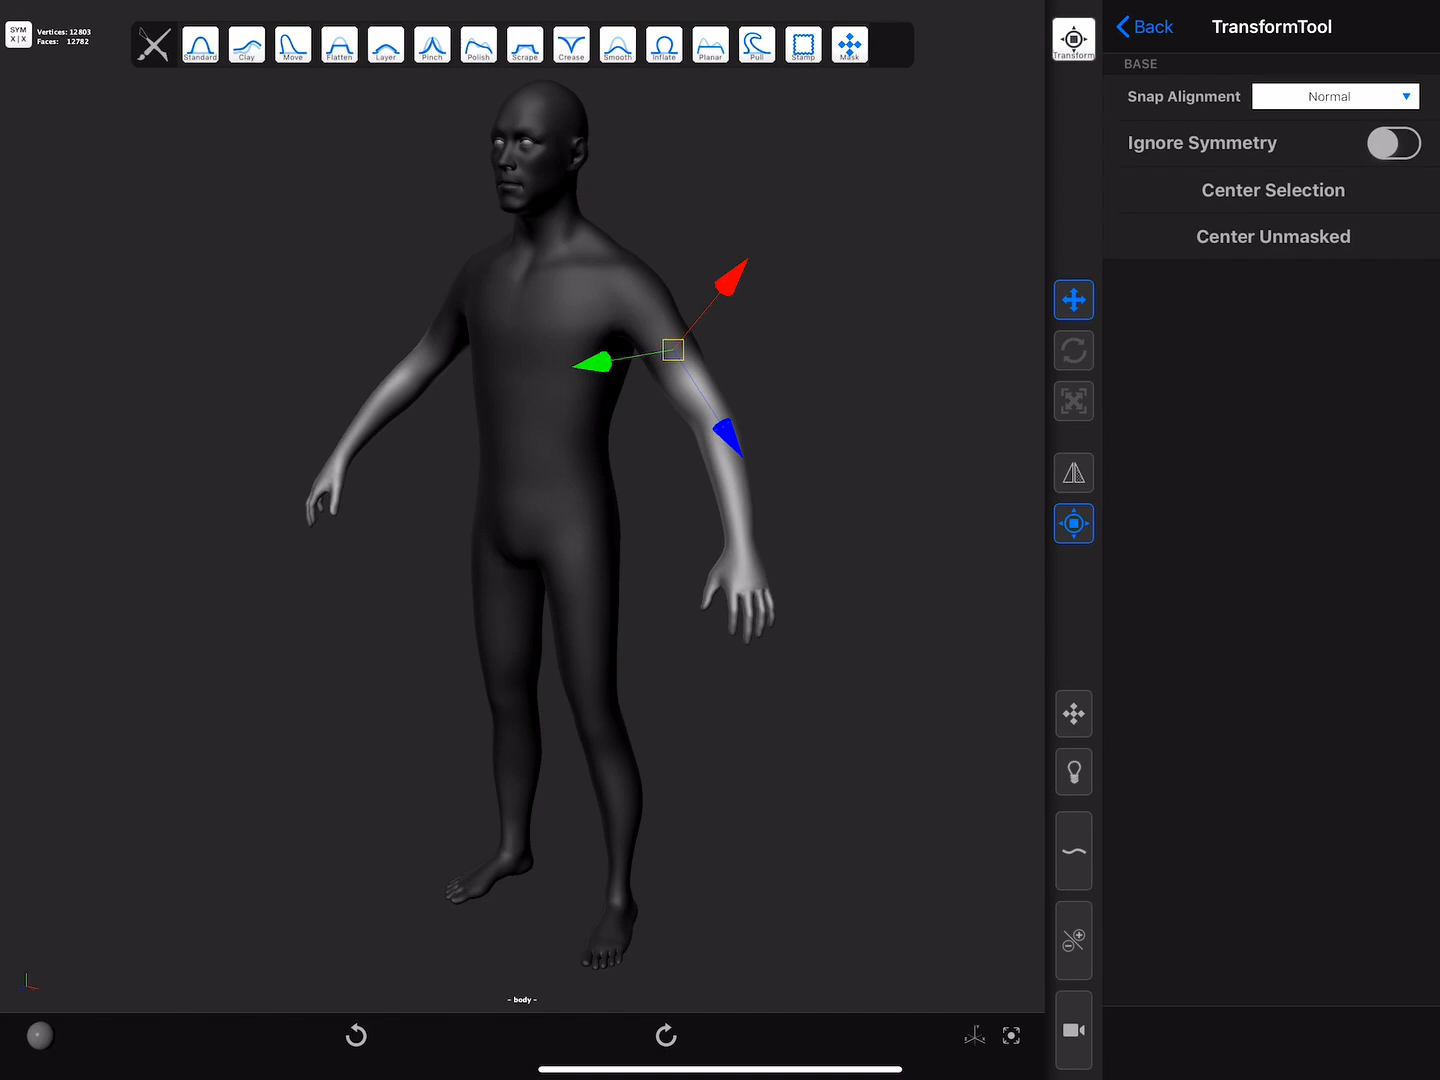 SYM
X|X
Vertices: 12803
Faces: 12782
Standard
Clay
Move
Flatten
Layer
Pinch
Polish
Scrape
Crease
Smooth
Inflate
Planar
Pull
Stamp
Mask
Transform
Back
TransformTool
BASE
Snap Alignment
Normal
Ignore Symmetry
Center Selection
Center Unmasked
- body -